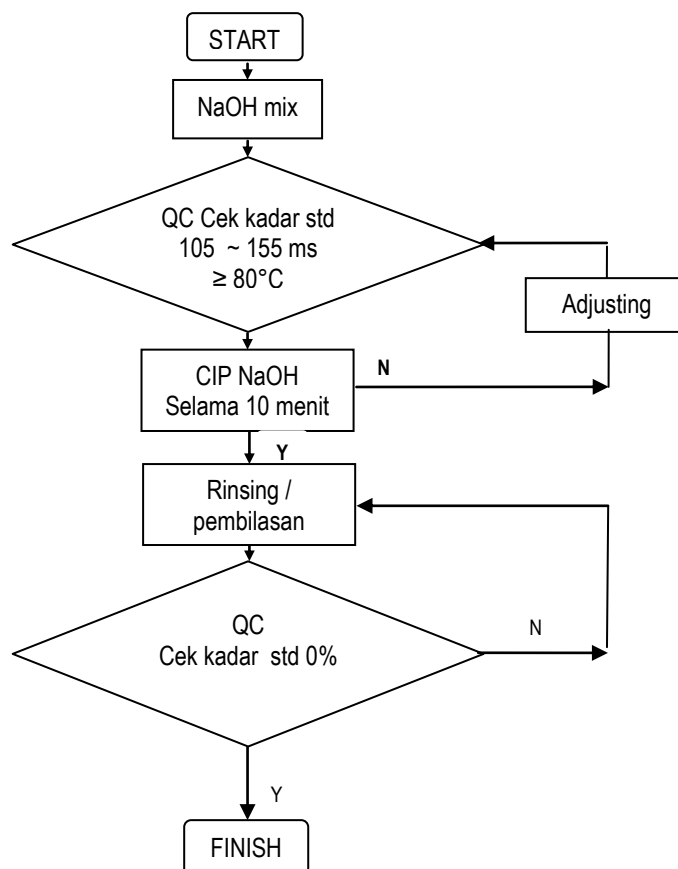 START
NaOH mix
QC Cek kadar std
105 ~ 155 ms
≥ 80°C
Adjusting
CIP NaOH
Selama 10 menit
N
Y
Rinsing /
pembilasan
QC
Cek kadar std 0%
N
Y
FINISH